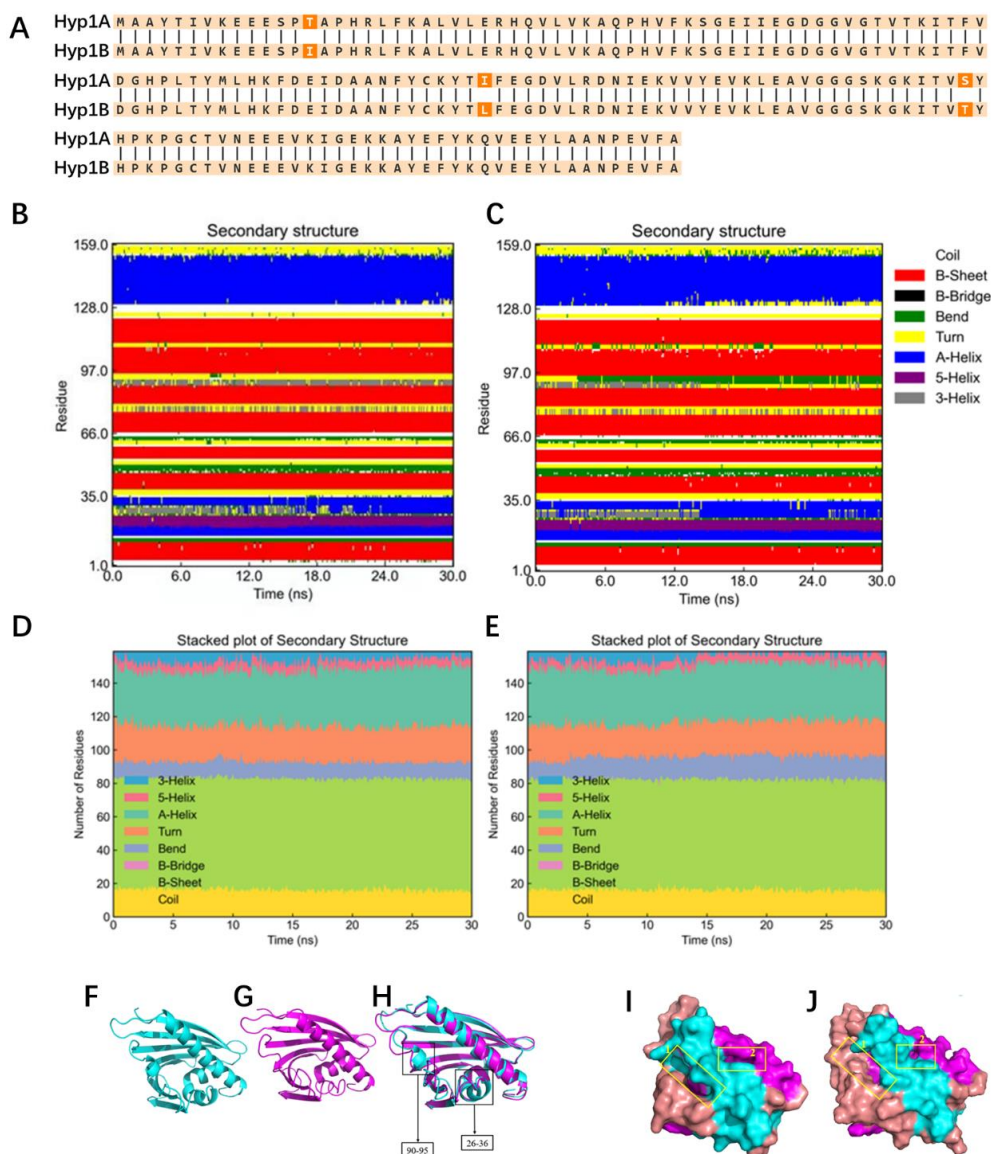 A
Hyp1A M A A Y T I V K E E E S P T A P H R L F K A L V L E R H Q V L V K A Q P H V F K S G E I I E G D G G V G T V T K I T F V
Hyp1B M A A Y T I V K E E E S P I A P H R L F K A L V L E R H Q V L V K A Q P H V F K S G E I I E G D G G V G T V T K I T F V
Hyp1A D G H P L T Y M L H K F D E I D A A N F Y C K Y T I F E G D V L R D N I E K V V Y E V K L E A V G G G S K G K I T V S Y
Hyp1B D G H P L T Y M L H K F D E I D A A N F Y C K Y T L F E G D V L R D N I E K V V Y E V K L E A V G G G S K G K I T V T Y
Hyp1A H P K P G C T V N E E E V K I G E K K A Y E F Y K Q V E E Y L A A N P E V F A
Hyp1B H P K P G C T V N E E E V K I G E K K A Y E F Y K Q V E E Y L A A N P E V F A
B
Secondary structure
159.0
128.0
97.0
66.0
35.0
1.0
Residue
0.0 6.0 12.0 18.0 24.0 30.0
Time (ns)
C
Secondary structure
159.0
128.0
97.0
66.0
35.0
1.0
Residue
0.0 6.0 12.0 18.0 24.0 30.0
Time (ns)
Coil
B-Sheet
B-Bridge
Bend
Turn
A-Helix
5-Helix
3-Helix
D
Stacked plot of Secondary Structure
140
120
100
80
60
40
20
0
Number of Residues
3-Helix
5-Helix
A-Helix
Turn
Bend
B-Bridge
B-Sheet
Coil
0 5 10 15 20 25 30
Time (ns)
E
Stacked plot of Secondary Structure
140
120
100
80
60
40
20
0
Number of Residues
3-Helix
5-Helix
A-Helix
Turn
Bend
B-Bridge
B-Sheet
Coil
0 5 10 15 20 25 30
Time (ns)
F
G
H
90-95
26-36
I
1
2
J
1
2